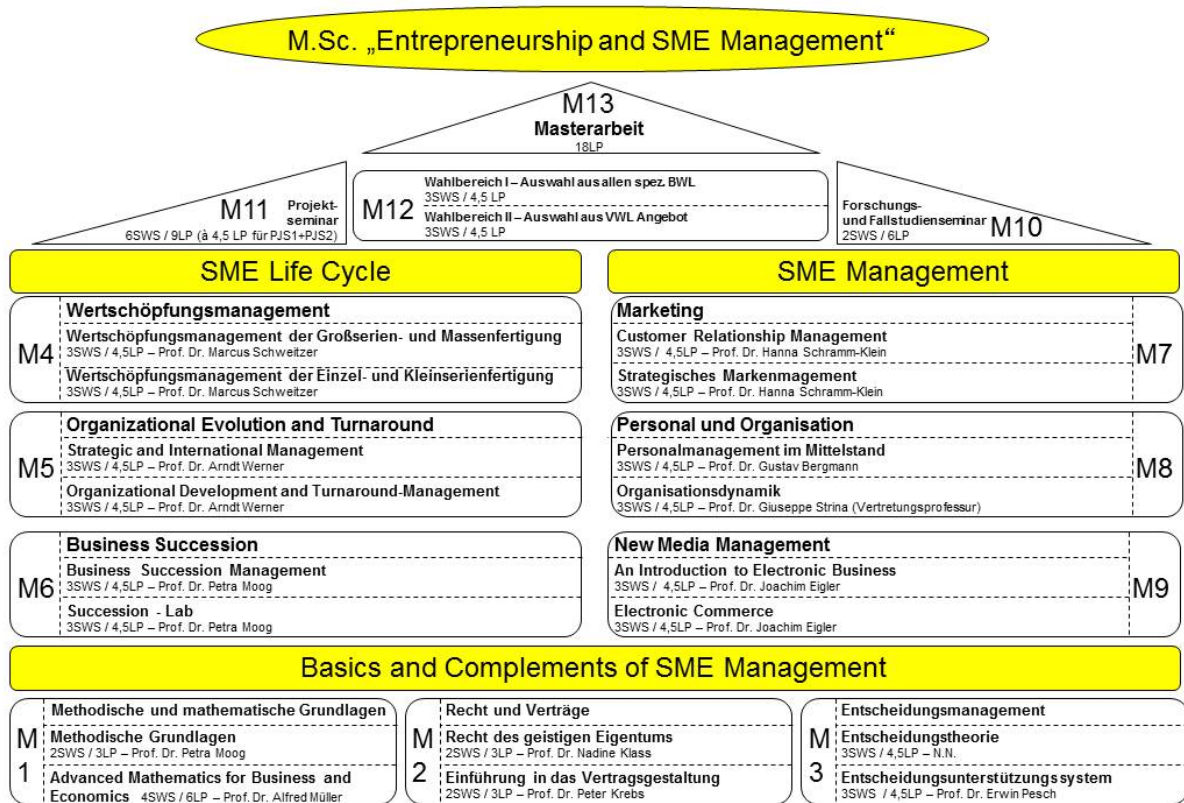 M.Sc. „Entrepreneurship and SME Management“
M13
Masterarbeit
18LP
M11 Projekt-
seminar
6SWS / 9LP (à 4,5 LP für PJS1+PJS2)
M12
Wahlbereich I – Auswahl aus allen spez. BWL
3SWS / 4,5 LP
Wahlbereich II – Auswahl aus VWL Angebot
3SWS / 4,5 LP
Forschungs-
und Fallstudienseminar M10
2SWS / 6LP
SME Life Cycle
M4
Wertschöpfungsmanagement
Wertschöpfungsmanagement der Großserien- und Massenfertigung
3SWS / 4,5LP – Prof. Dr. Marcus Schweitzer
Wertschöpfungsmanagement der Einzel- und Kleinserienfertigung
3SWS / 4,5LP – Prof. Dr. Marcus Schweitzer
M5
Organizational Evolution and Turnaround
Strategic and International Management
3SWS / 4,5LP – Prof. Dr. Arndt Werner
Organizational Development and Turnaround-Management
3SWS / 4,5LP – Prof. Dr. Arndt Werner
M6
Business Succession
Business Succession Management
3SWS / 4,5LP – Prof. Dr. Petra Moog
Succession - Lab
3SWS / 4,5LP – Prof. Dr. Petra Moog
SME Management
Marketing
Customer Relationship Management
3SWS / 4,5LP – Prof. Dr. Hanna Schramm-Klein
Strategisches Markenmagement
3SWS / 4,5LP – Prof. Dr. Hanna Schramm-Klein
M7
Personal und Organisation
Personalmanagement im Mittelstand
3SWS / 4,5LP – Prof. Dr. Gustav Bergmann
Organisationsdynamik
3SWS / 4,5LP – Prof. Dr. Giuseppe Strina (Vertretungsprofessur)
M8
New Media Management
An Introduction to Electronic Business
3SWS / 4,5LP – Prof. Dr. Joachim Eigler
Electronic Commerce
3SWS / 4,5LP – Prof. Dr. Joachim Eigler
M9
Basics and Complements of SME Management
M
1
Methodische und mathematische Grundlagen
Methodische Grundlagen
2SWS / 3LP – Prof. Dr. Petra Moog
Advanced Mathematics for Business and
Economics 4SWS / 6LP – Prof. Dr. Alfred Müller
M
2
Recht und Verträge
Recht des geistigen Eigentums
2SWS / 3LP – Prof. Dr. Nadine Klass
Einführung in das Vertragsgestaltung
2SWS / 3LP – Prof. Dr. Peter Krebs
M
3
Entscheidungsmanagement
Entscheidungstheorie
3SWS / 4,5LP – N.N.
Entscheidungsunterstützungssystem
3SWS / 4,5LP – Prof. Dr. Erwin Pesch